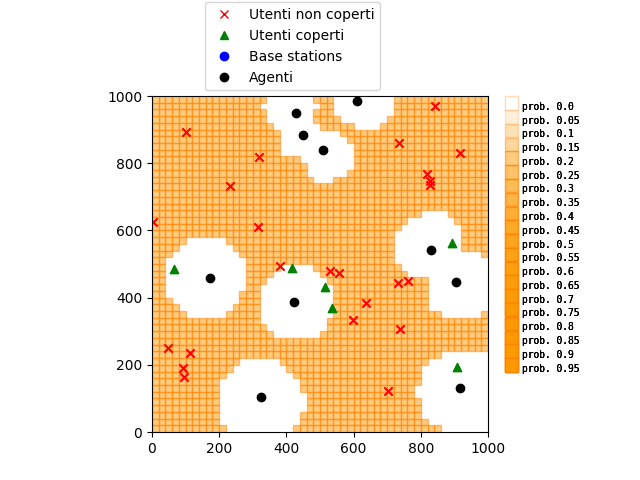 Utenti non coperti
Utenti coperti
Base stations
Agenti
1000
800
600
400
200
0
0 200 400 600 800 1000
prob. 0.0
prob. 0.05
prob. 0.1
prob. 0.15
prob. 0.2
prob. 0.25
prob. 0.3
prob. 0.35
prob. 0.4
prob. 0.45
prob. 0.5
prob. 0.55
prob. 0.6
prob. 0.65
prob. 0.7
prob. 0.75
prob. 0.8
prob. 0.85
prob. 0.9
prob. 0.95